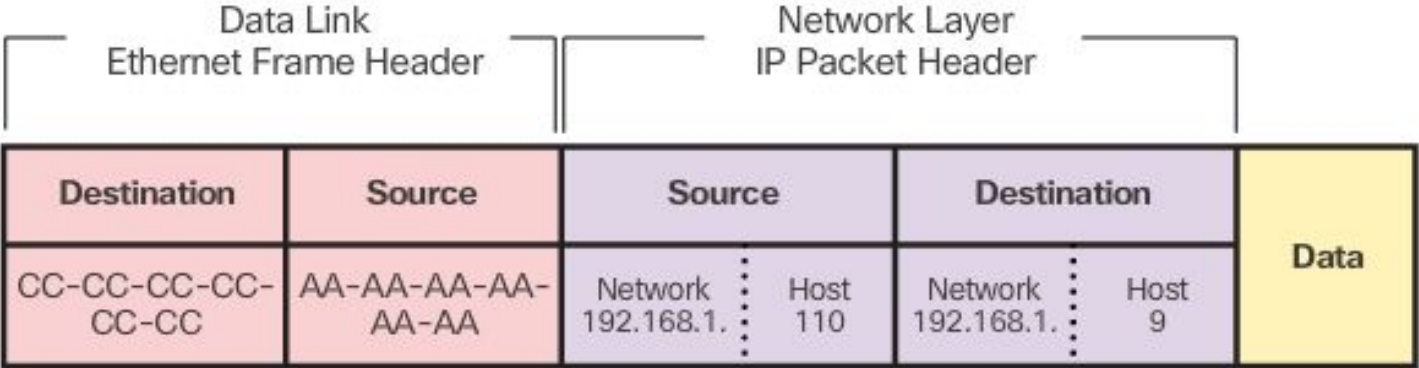 Data Link
Ethernet Frame Header
Network Layer
IP Packet Header
Destination
Source
Source
Destination
Data
CC-CC-CC-CC-
CC-CC
AA-AA-AA-AA-
AA-AA
Network
192.168.1.
Host
110
Network
192.168.1.
Host
9